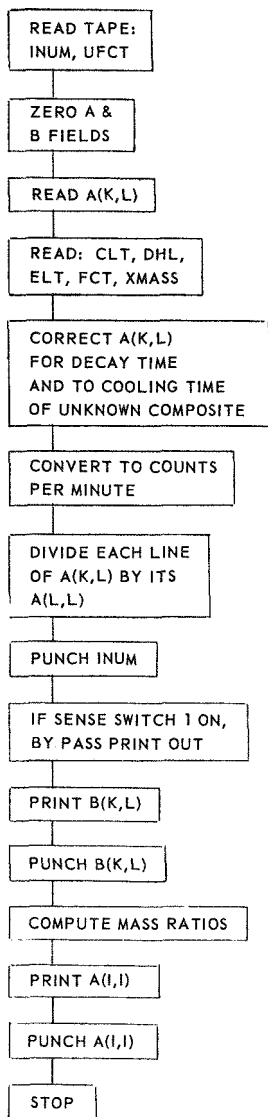 READ TAPE:
INUM, UFCT
ZERO A &
B FIELDS
READ A(K,L)
READ: CLT, DHL,
ELT, FCT, XMASS
CORRECT A(K,L)
FOR DECAY TIME
AND TO COOLING TIME
OF UNKNOWN COMPOSITE
CONVERT TO COUNTS
PER MINUTE
DIVIDE EACH LINE
OF A(K,L) BY ITS
A(L,L)
PUNCH INUM
IF SENSE SWITCH 1 ON,
BY PASS PRINT OUT
PRINT B(K,L)
PUNCH B(K,L)
COMPUTE MASS RATIOS
PRINT A(I,I)
PUNCH A(I,I)
STOP